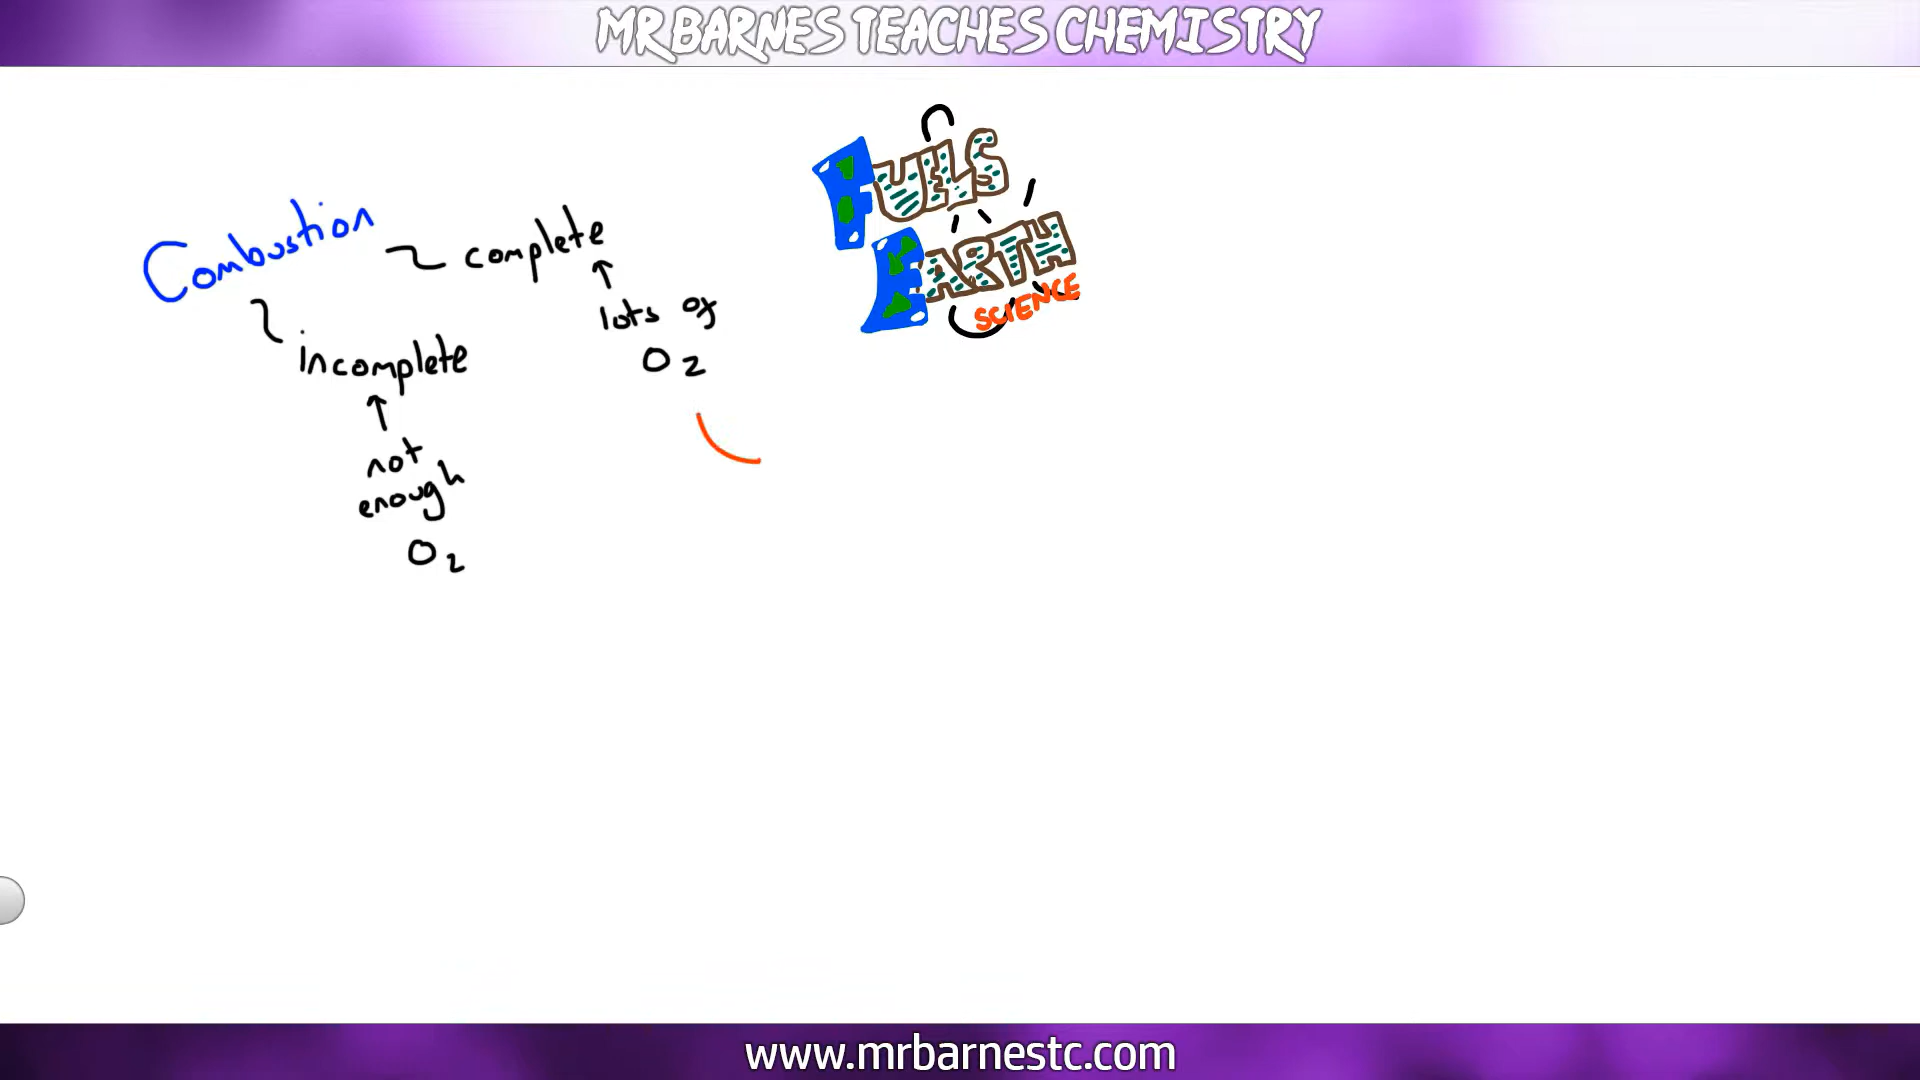 MR BARNES TEACHES CHEMISTRY
FUELS
EARTH
SCIENCE
Combustion
complete
lots of
O2
incomplete
not
enough
O2
www.mrbarnestc.com